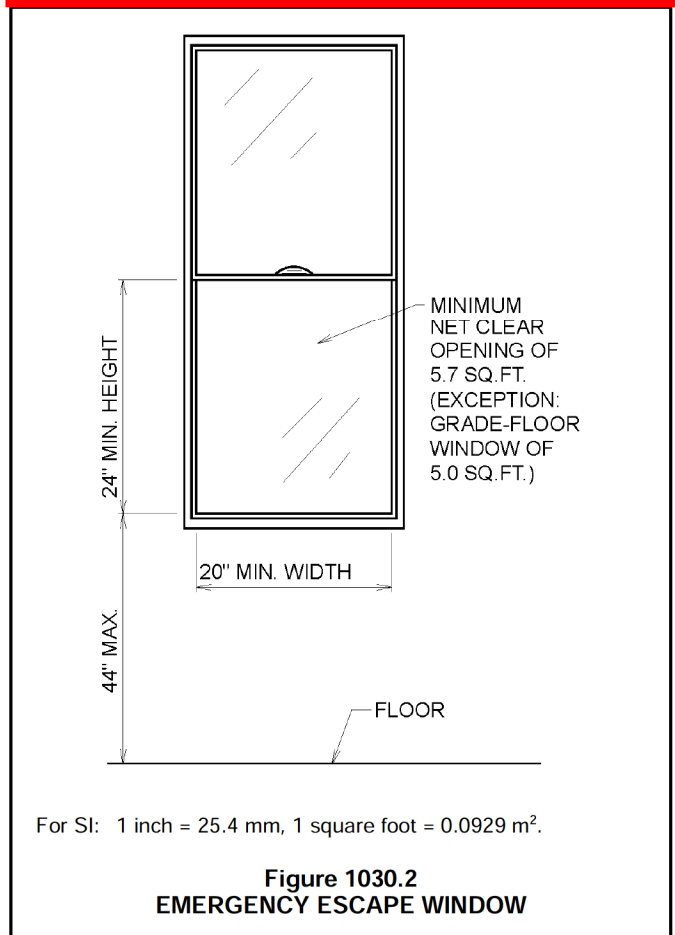 MINIMUM
NET CLEAR
OPENING OF
5.7 SQ.FT.
(EXCEPTION:
GRADE-FLOOR
WINDOW OF
5.0 SQ.FT.)
24" MIN. HEIGHT
20" MIN. WIDTH
44" MAX.
FLOOR
For SI: 1 inch = 25.4 mm, 1 square foot = 0.0929 m².
Figure 1030.2
EMERGENCY ESCAPE WINDOW